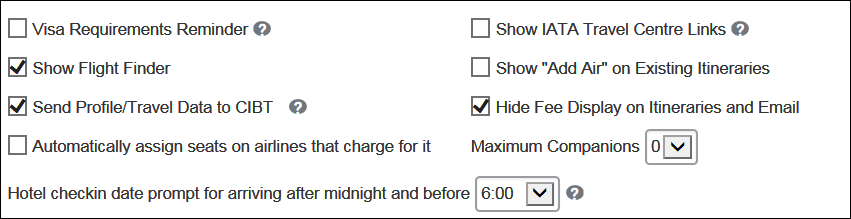 Visa Requirements Reminder ?
Show IATA Travel Centre Links ?
Show Flight Finder
Show "Add Air" on Existing Itineraries
Send Profile/Travel Data to CIBT ?
Hide Fee Display on Itineraries and Email
Automatically assign seats on airlines that charge for it
Maximum Companions 0
Hotel checkin date prompt for arriving after midnight and before 6:00 ?